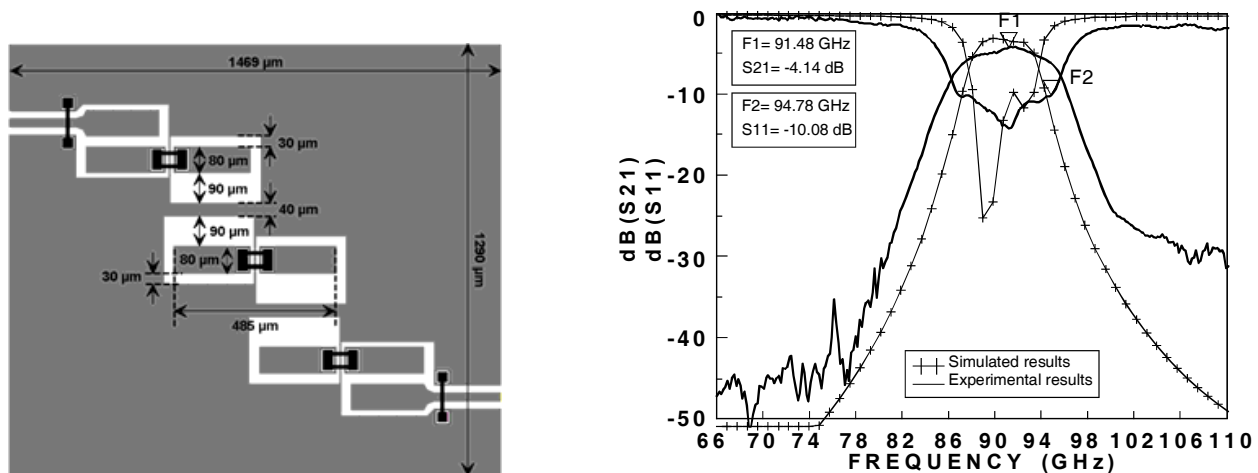 1469 µm
30 µm
80 µm
90 µm
40 µm
90 µm
80 µm
30 µm
485 µm
1290 µm
0
-10
-20
-30
-40
-50
dB(S21)
dB(S11)
F1
F1= 91.48 GHz
S21= -4.14 dB
F2
F2= 94.78 GHz
S11= -10.08 dB
Simulated results
Experimental results
66 70 74 78 82 86 90 94 98 102 106 110
FREQUENCY (GHz)